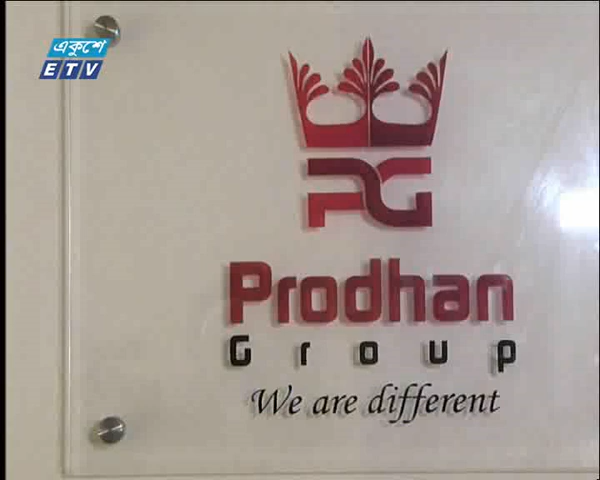 একুশে
ETV
PG
Prodhan
Group
We are different